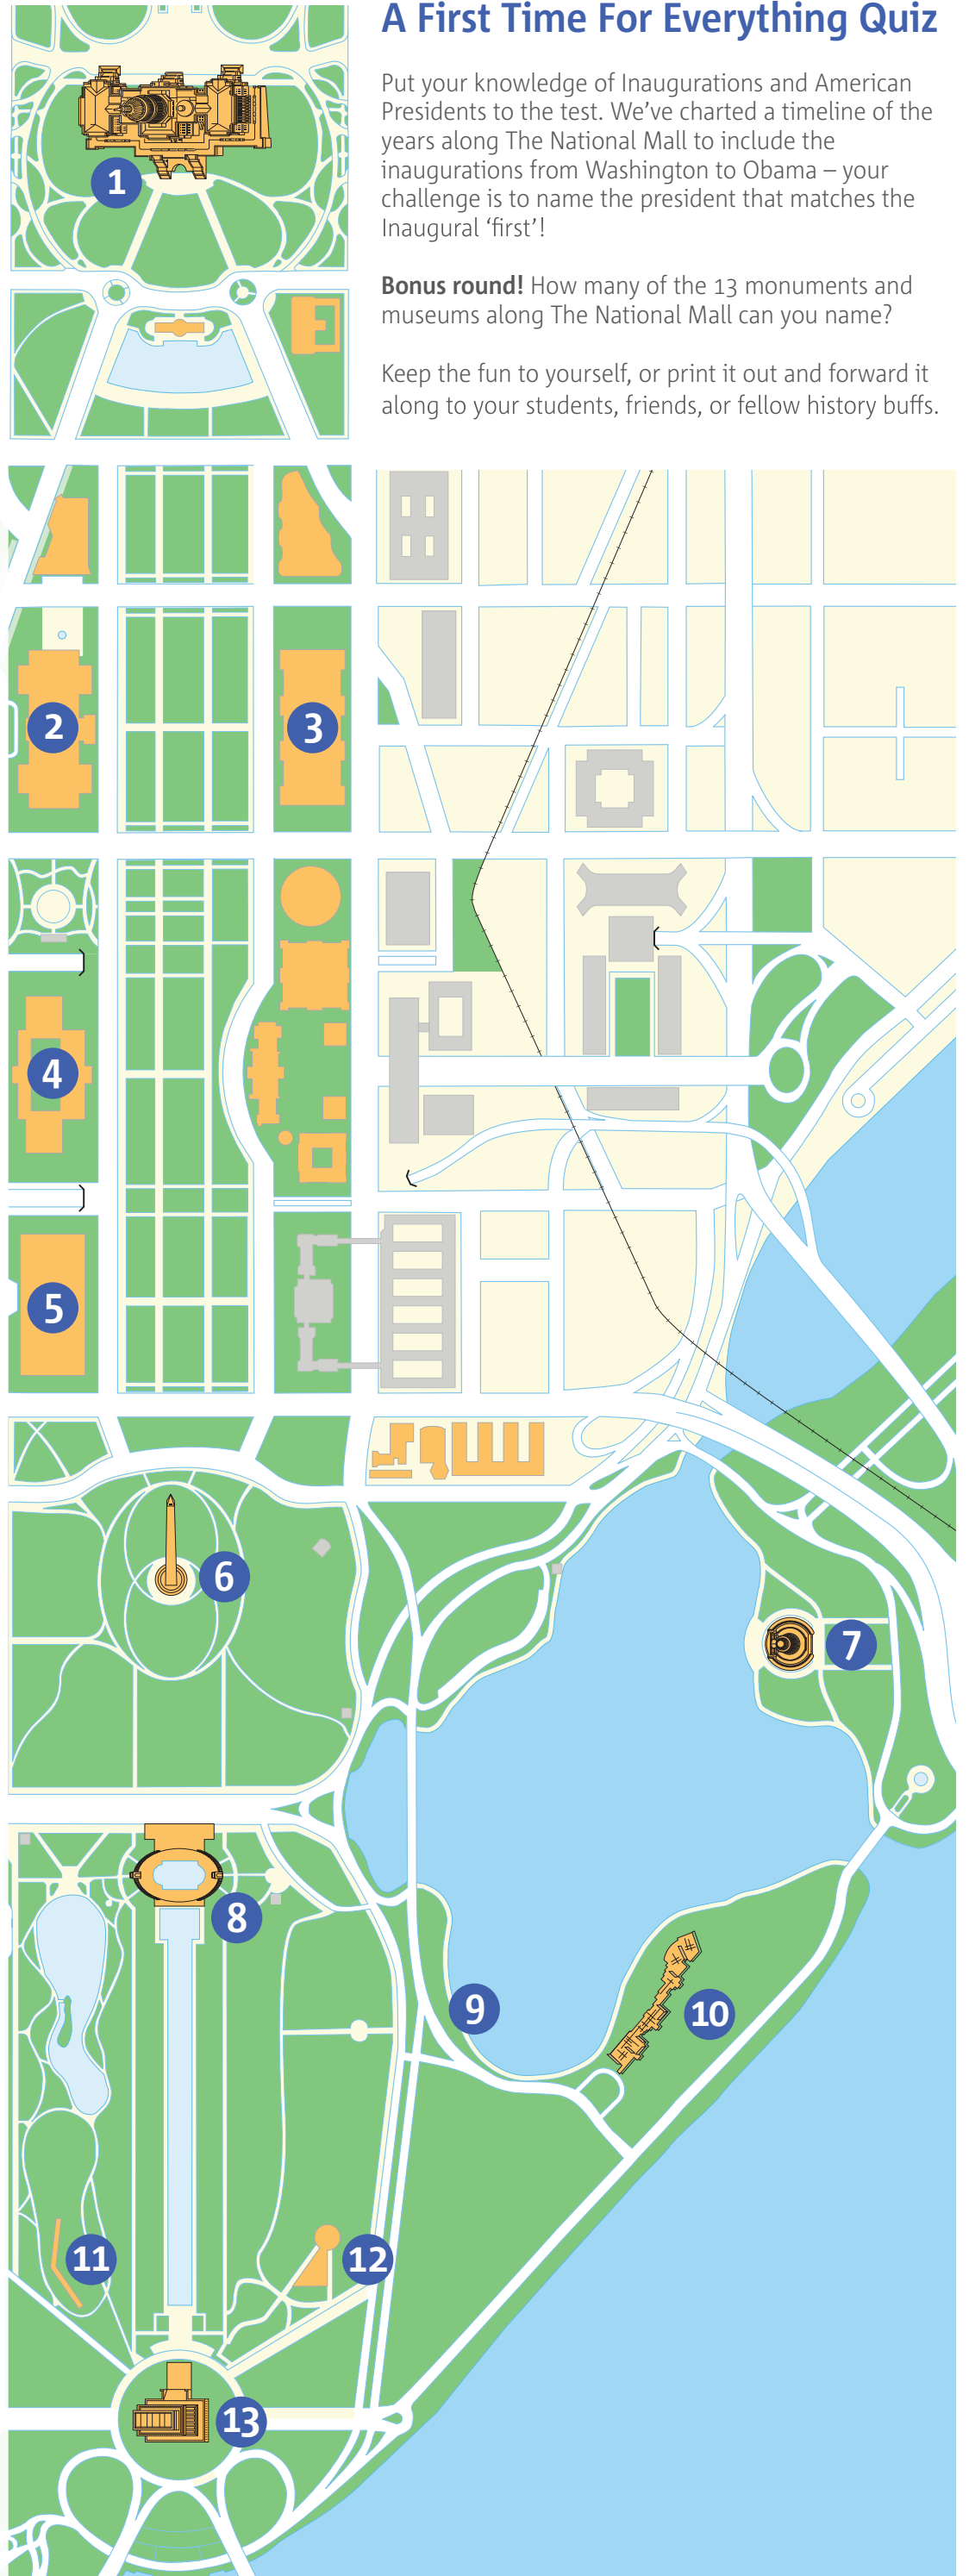 A First Time For Everything Quiz
Put your knowledge of Inaugurations and American
Presidents to the test. We’ve charted a timeline of the
years along The National Mall to include the
inaugurations from Washington to Obama – your
challenge is to name the president that matches the
Inaugural ‘first’!
Bonus round! How many of the 13 monuments and
museums along The National Mall can you name?
Keep the fun to yourself, or print it out and forward it
along to your students, friends, or fellow history buffs.
1
2
3
4
5
6
7
8
9
10
11
12
13